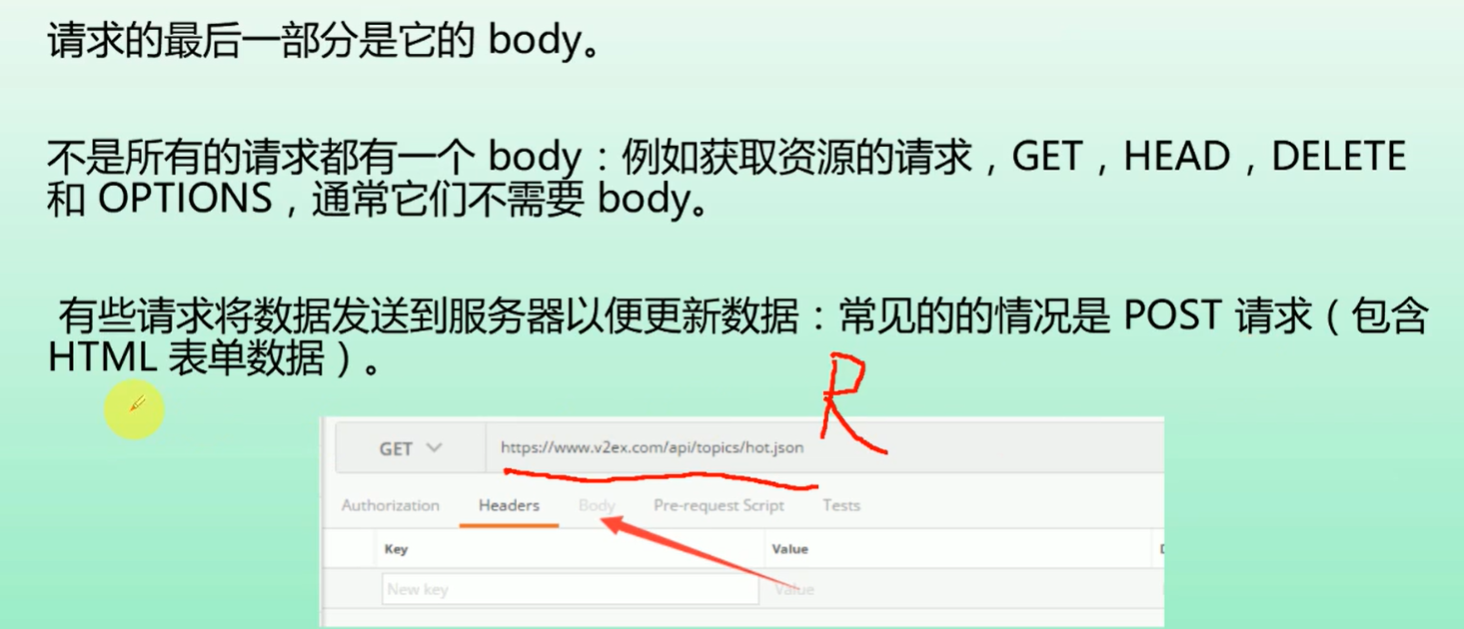 请求的最后一部分是它的 body。
不是所有的请求都有一个 body：例如获取资源的请求，GET，HEAD，DELETE
和 OPTIONS，通常它们不需要 body。
有些请求将数据发送到服务器以便更新数据：常见的的情况是 POST 请求（包含
HTML 表单数据）。
R
GET https://www.v2ex.com/api/topics/hot.json
Authorization Headers Body Pre-request Script Tests
Key Value
New key Value